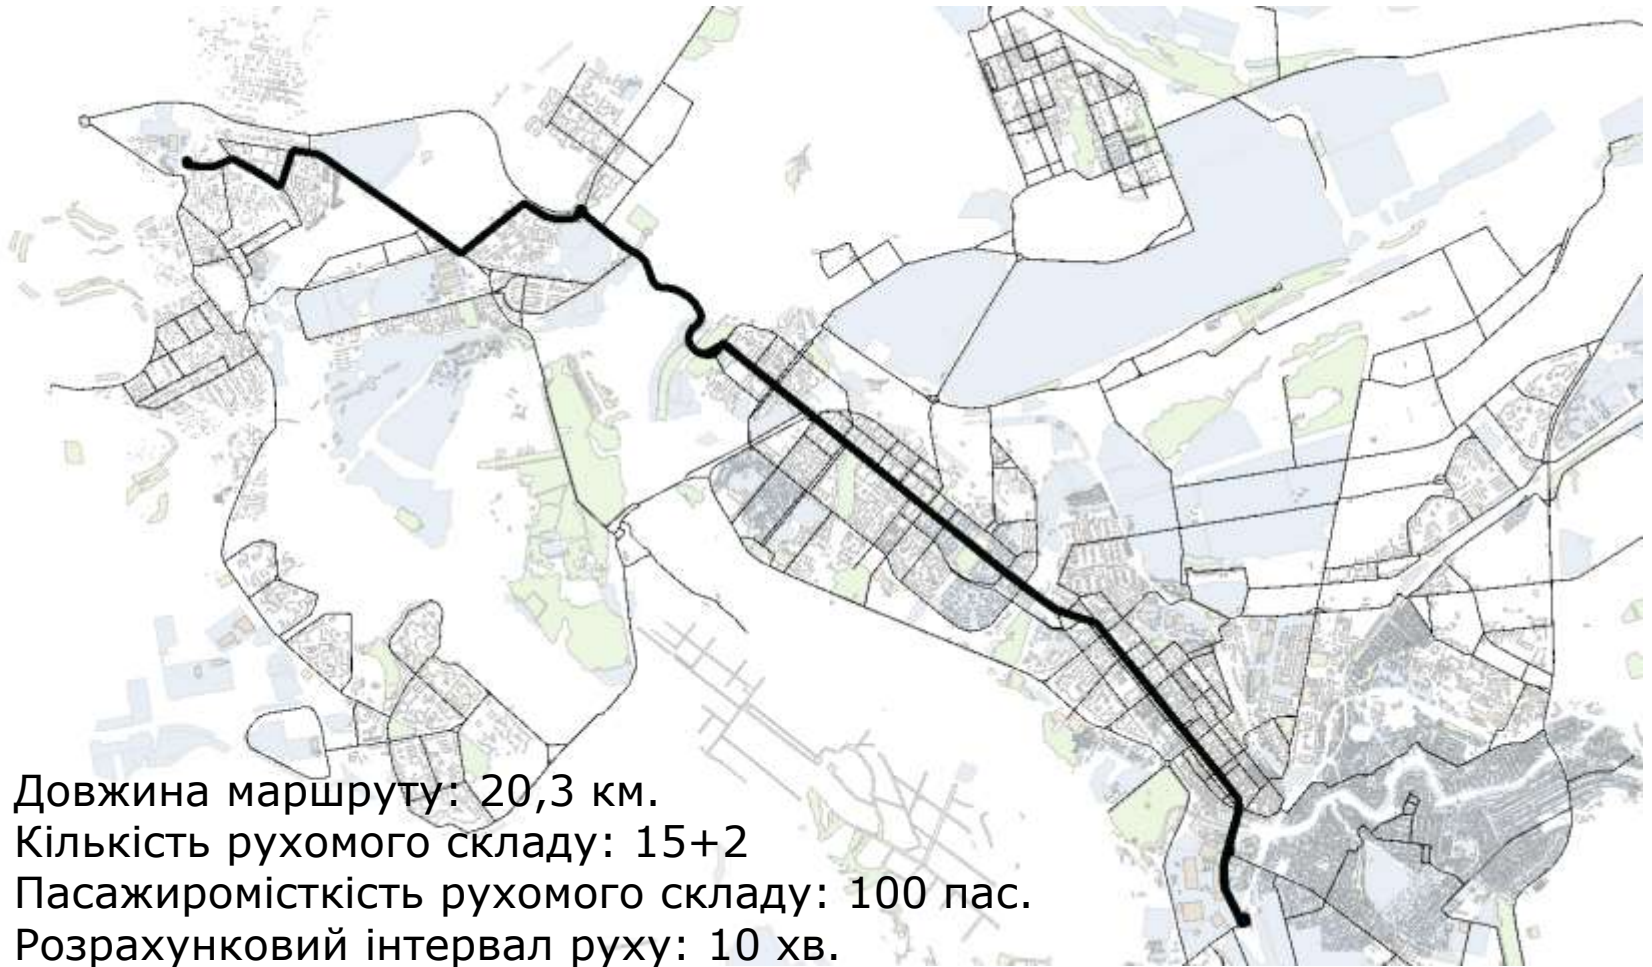 Довжина маршруту: 20,3 км.
Кількість рухомого складу: 15+2
Пасажиромісткість рухомого складу: 100 пас.
Розрахунковий інтервал руху: 10 хв.